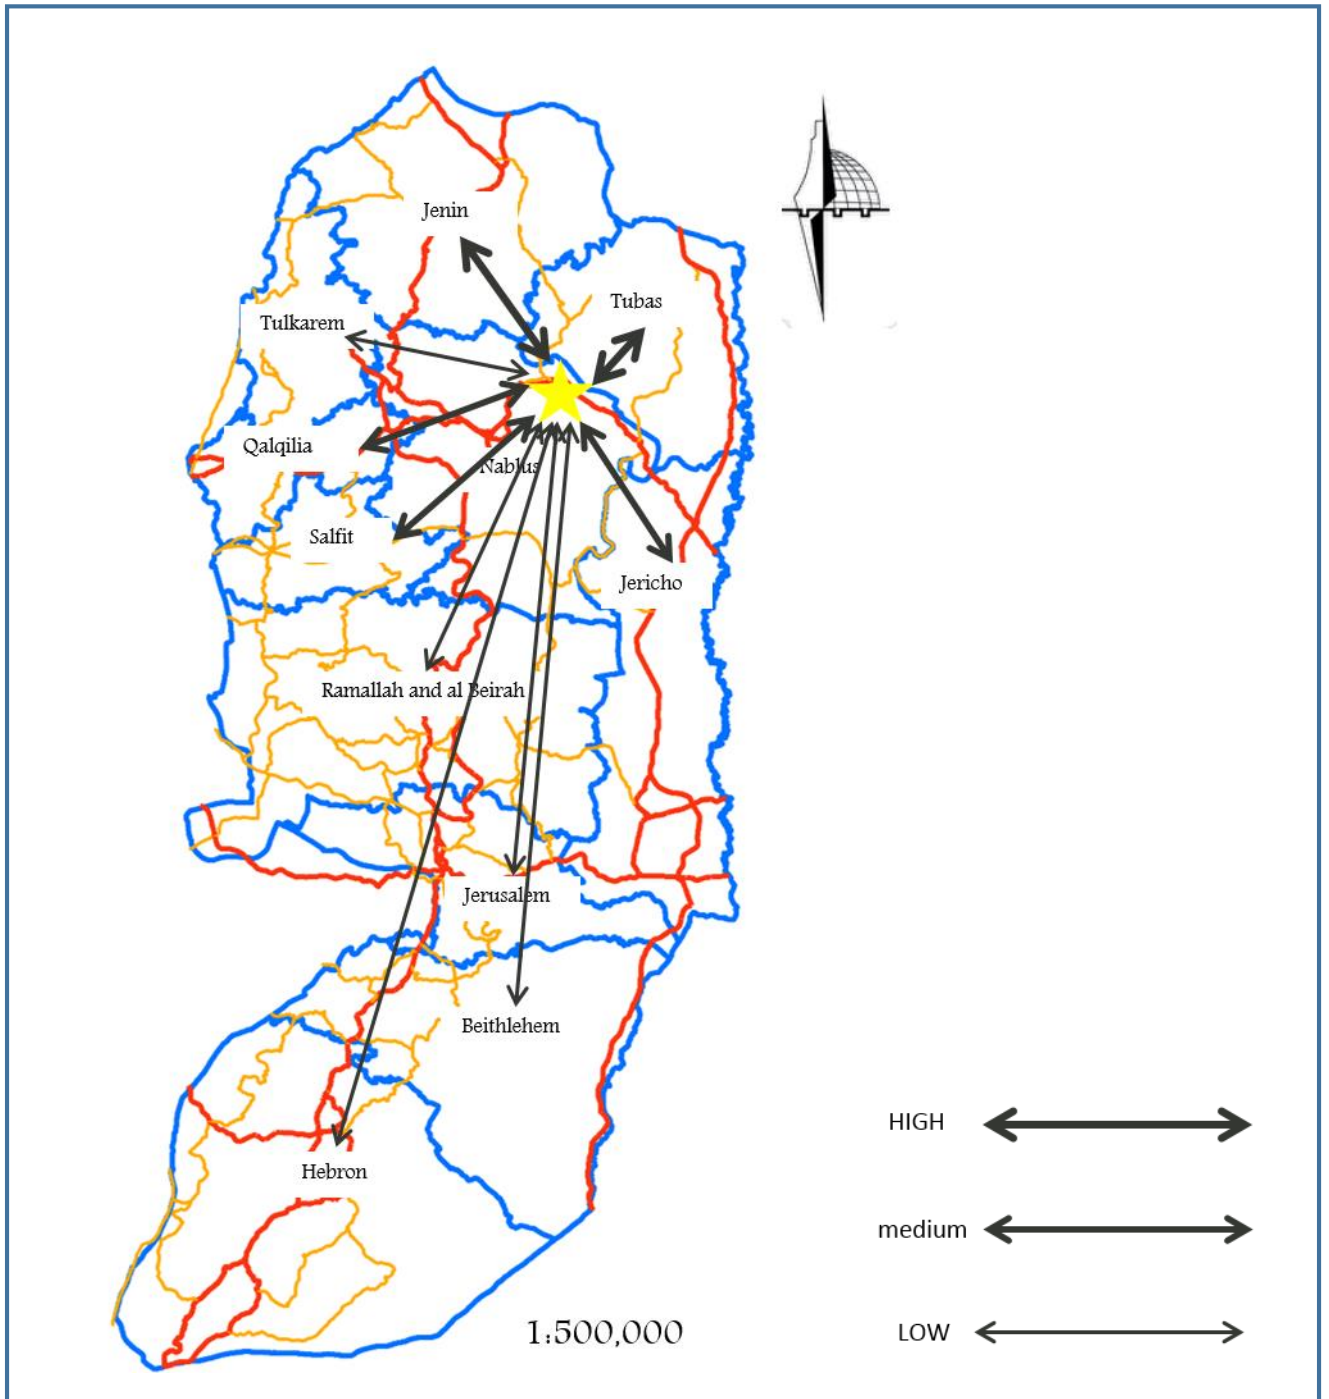 Jenin
Tubas
Tulkarem
Qalqilia
Nablus
Salfit
Jericho
Ramallah and al Beirah
Jerusalem
Beithlehem
HIGH
Hebron
medium
1:500,000
LOW